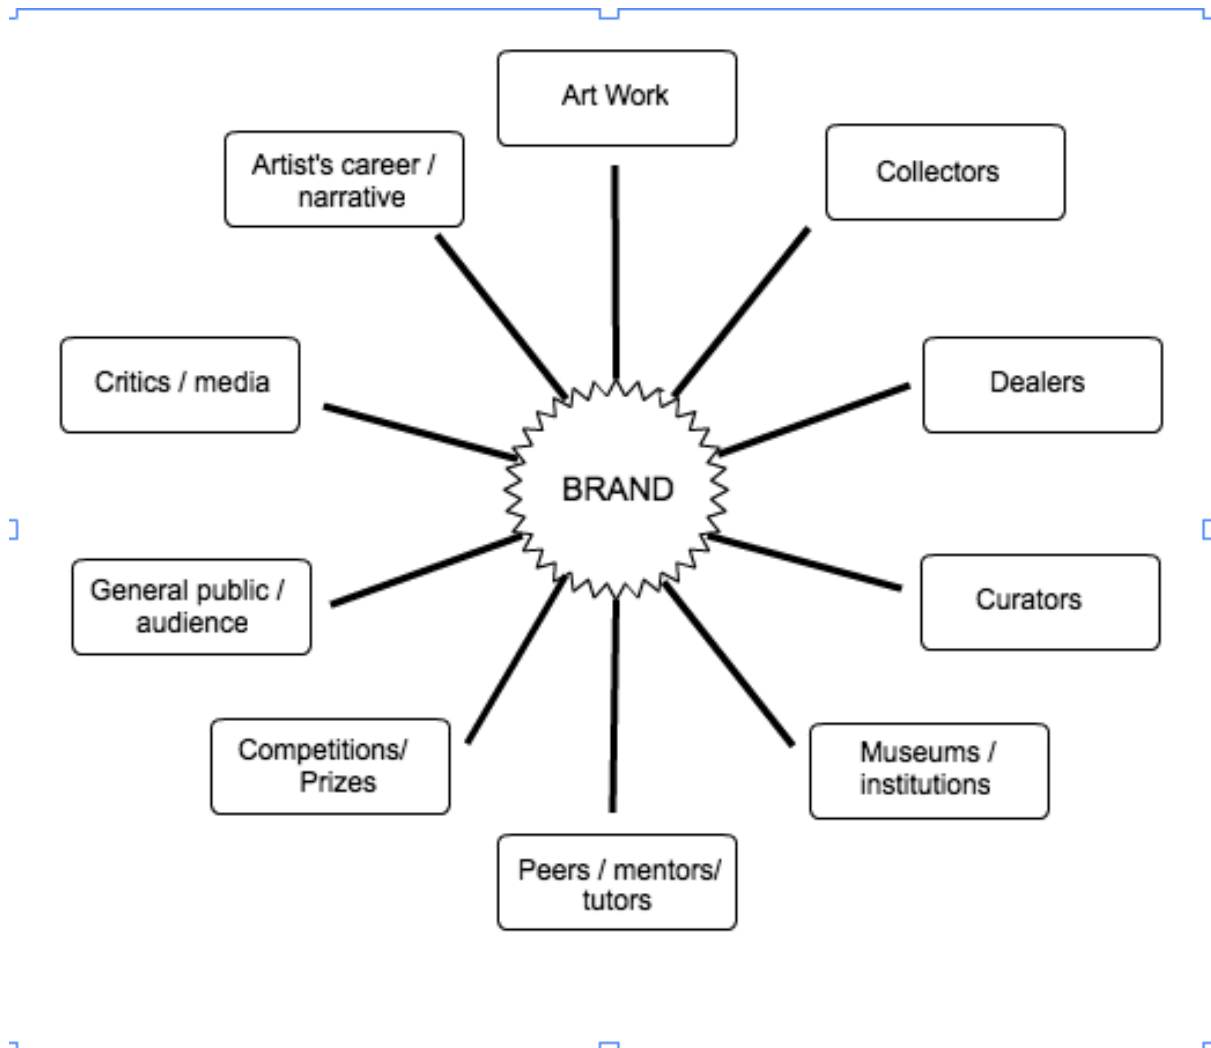 Art Work
Collectors
Artist's career /
narrative
Critics / media
Dealers
BRAND
General public /
audience
Curators
Competitions/
Prizes
Museums /
institutions
Peers / mentors/
tutors